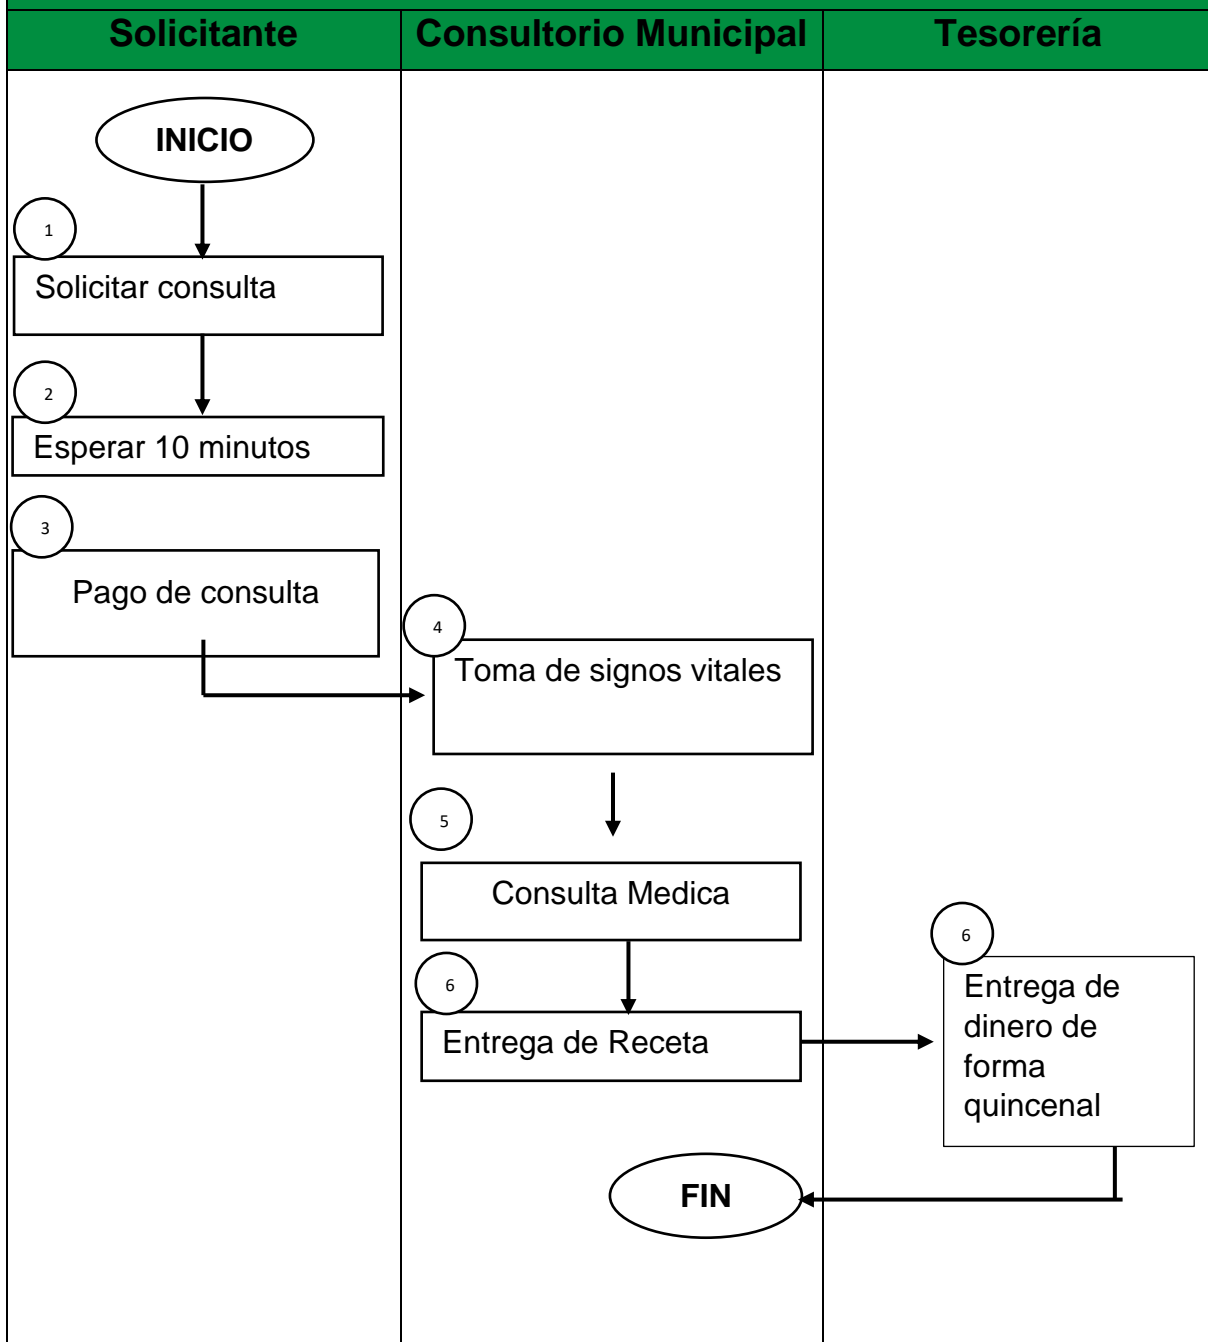 Solicitante
Consultorio Municipal
Tesorería
INICIO
1
Solicitar consulta
2
Esperar 10 minutos
3
Pago de consulta
4
Toma de signos vitales
5
Consulta Medica
6
Entrega de Receta
6
Entrega de
dinero de
forma
quincenal
FIN